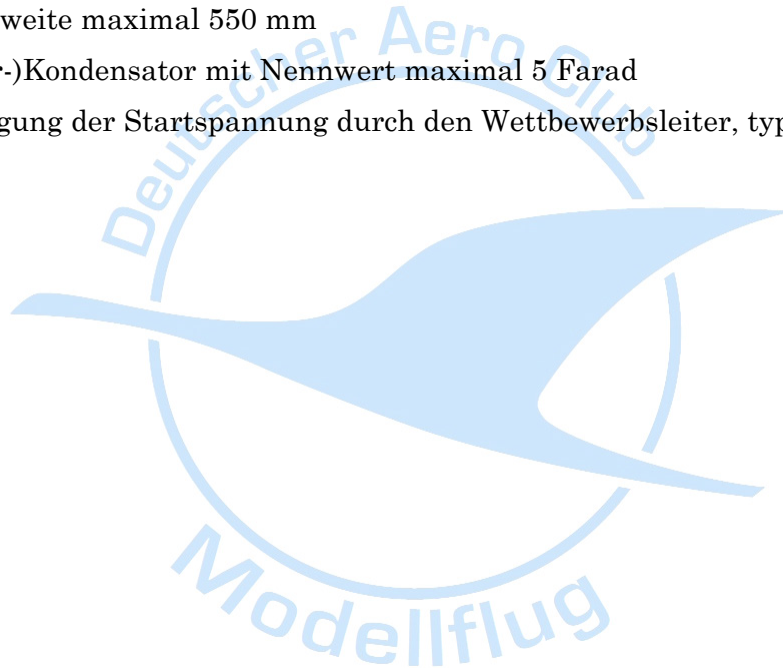 weite maximal 550 mm
r-)Kondensator mit Nennwert maximal 5 Farad
gung der Startspannung durch den Wettbewerbsleiter, typ
Deutscher Aero Club
Modellflug